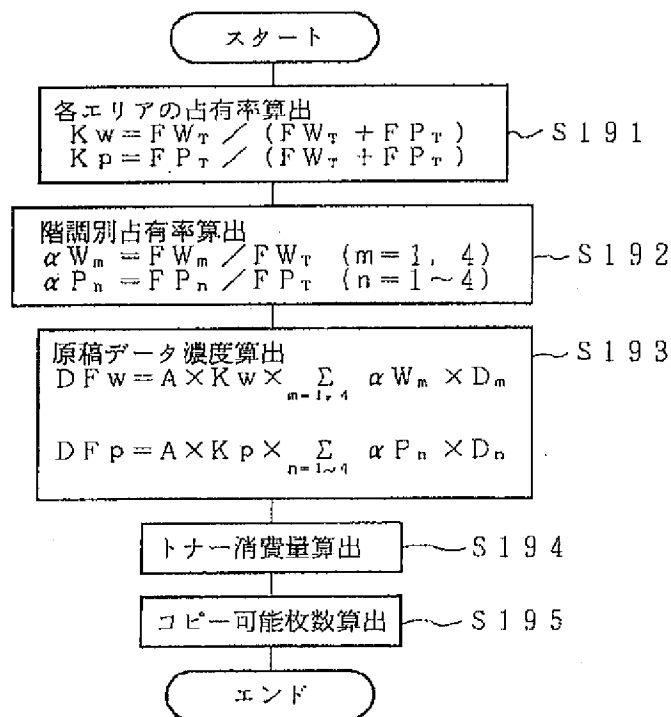 スタート
各エリアの占有率算出
Kw=FW_T/(FW_T+FP_T)
Kp=FP_T/(FW_T+FP_T)
S191
階調別占有率算出
αW_m=FW_m/FW_T (m=1, 4)
αP_n=FP_n/FP_T (n=1~4)
S192
原稿データ濃度算出
DFw=A×Kw×Σ αW_m×D_m
m=1, 4
DFp=A×Kp×Σ αP_n×D_n
n=1~4
S193
トナー消費量算出
S194
コピー可能枚数算出
S195
エンド